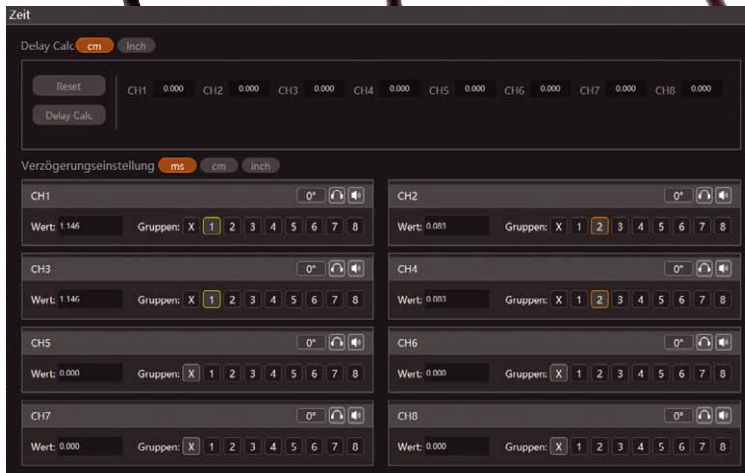 Zeit
Delay Calc cm Inch
Reset CH1 0.000 CH2 0.000 CH3 0.000 CH4 0.000 CH5 0.000 CH6 0.000 CH7 0.000 CH8 0.000
Delay Calc
Verzögerungseinstellung ms cm inch
CH1 0° CH2 0°
Wert: 1.146 Gruppen: X 1 2 3 4 5 6 7 8 Wert: 0.083 Gruppen: X 1 2 3 4 5 6 7 8
CH3 0° CH4 0°
Wert: 1.146 Gruppen: X 1 2 3 4 5 6 7 8 Wert: 0.083 Gruppen: X 1 2 3 4 5 6 7 8
CH5 0° CH6 0°
Wert: 0.000 Gruppen: X 1 2 3 4 5 6 7 8 Wert: 0.000 Gruppen: X 1 2 3 4 5 6 7 8
CH7 0° CH8 0°
Wert: 0.000 Gruppen: X 1 2 3 4 5 6 7 8 Wert: 0.000 Gruppen: X 1 2 3 4 5 6 7 8